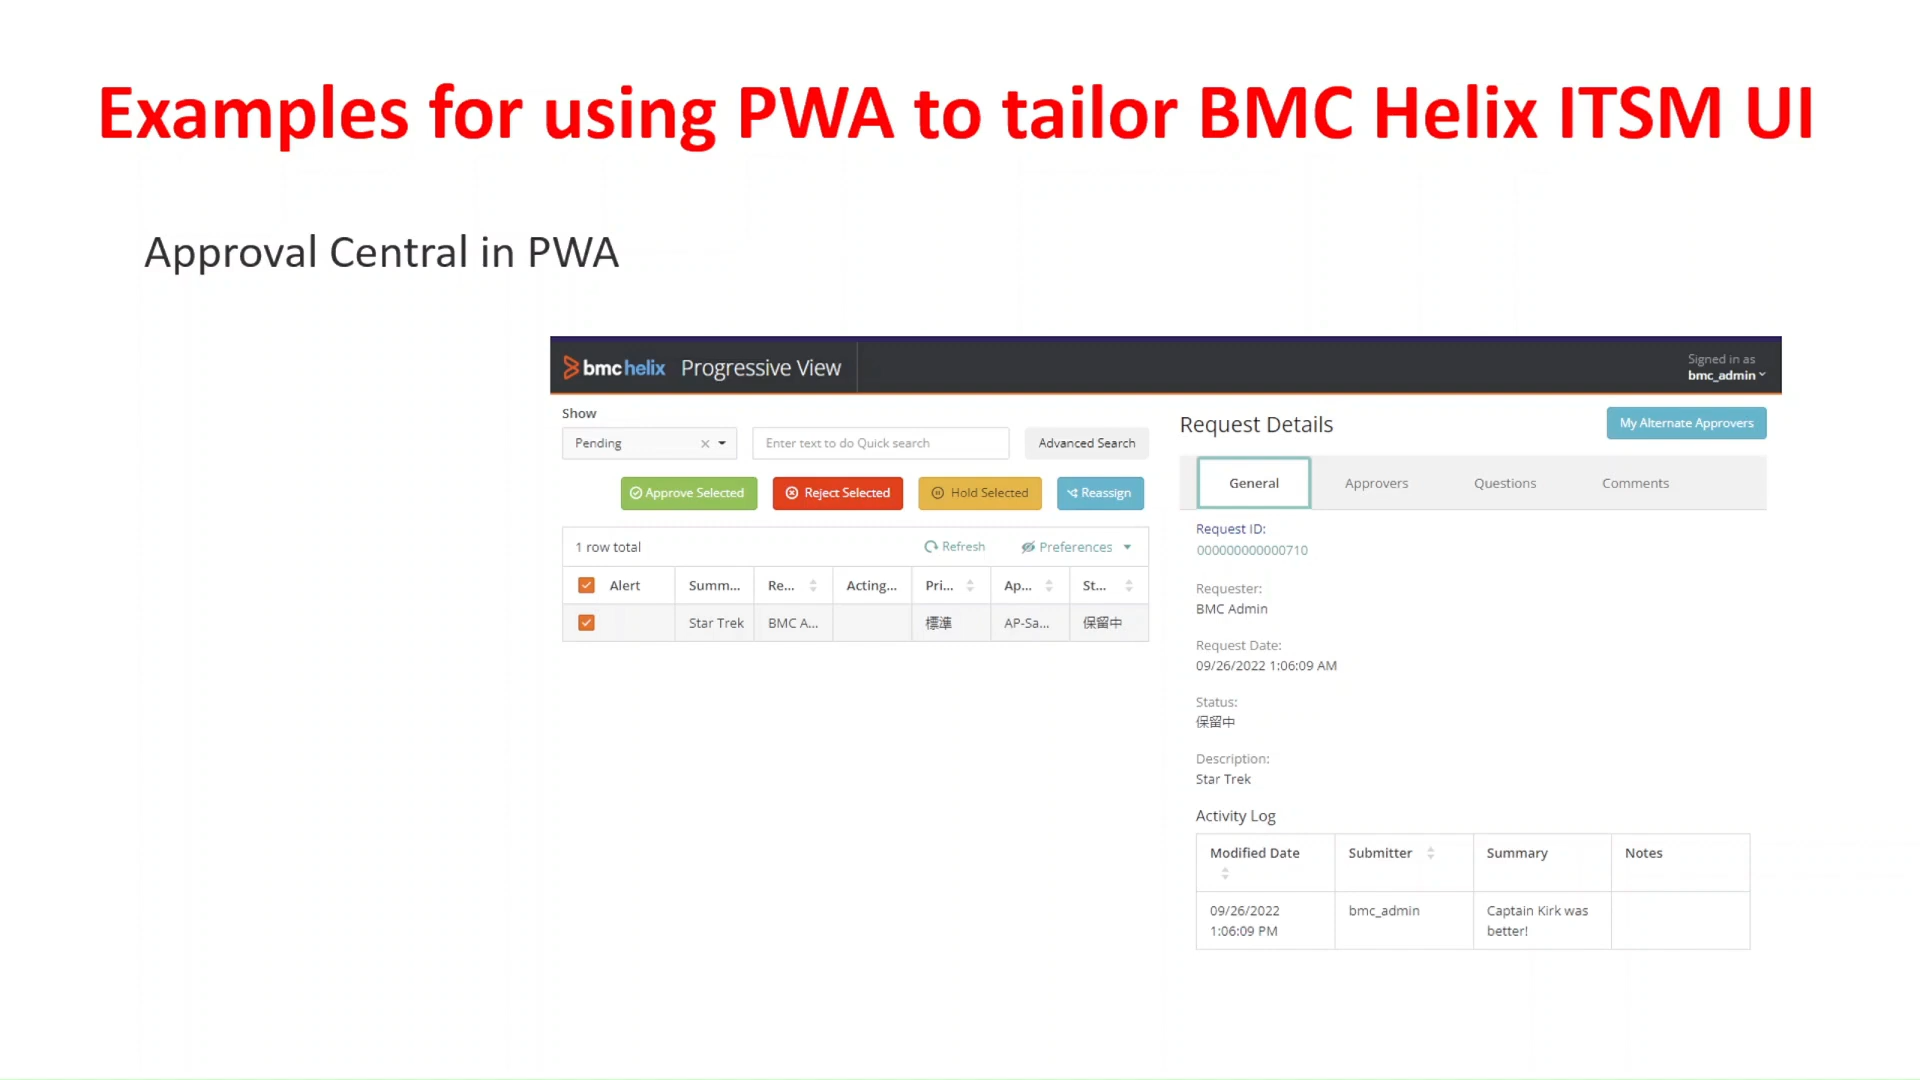 Examples for using PWA to tailor BMC Helix ITSM UI
Approval Central in PWA
bmchelix Progressive View
Signed in as
bmc_admin
Show
Pending
Enter text to do Quick search
Advanced Search
Approve Selected
Reject Selected
Hold Selected
Reassign
1 row total
Refresh
Preferences
Alert Summ... Re... Acting... Pri... Ap... St...
Star Trek BMC A... 標準 AP-Sa... 保留中
Request Details
My Alternate Approvers
General Approvers Questions Comments
Request ID:
000000000000710
Requester:
BMC Admin
Request Date:
09/26/2022 1:06:09 AM
Status:
保留中
Description:
Star Trek
Activity Log
Modified Date Submitter Summary Notes
09/26/2022 bmc_admin Captain Kirk was
1:06:09 PM better!